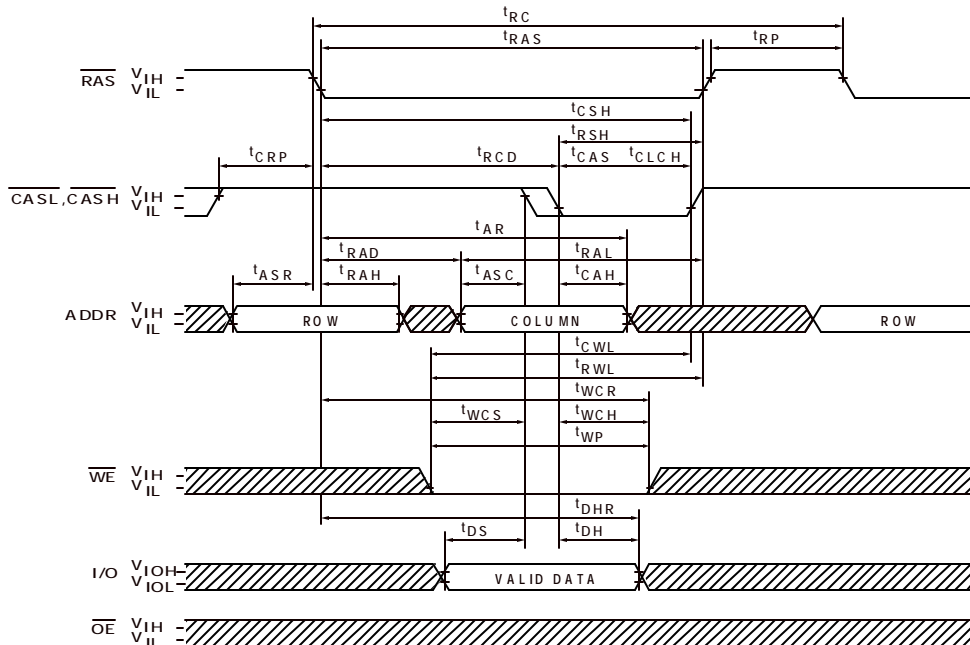 tRC
tRAS
tRP
RAS VIH
VIL
tCSH
tRSH
tCRP
tRCD
tCAS
tCLCH
CASL,CASH VIH
VIL
tAR
tRAD
tRAL
tASR
tRAH
tASC
tCAH
ADDR VIH
VIL
ROW
COLUMN
ROW
tCWL
tRWL
tWCR
tWCS
tWCH
tWP
WE VIH
VIL
tDHR
tDS
tDH
I/O VIOH
VIOL
VALID DATA
OE VIH
VIL